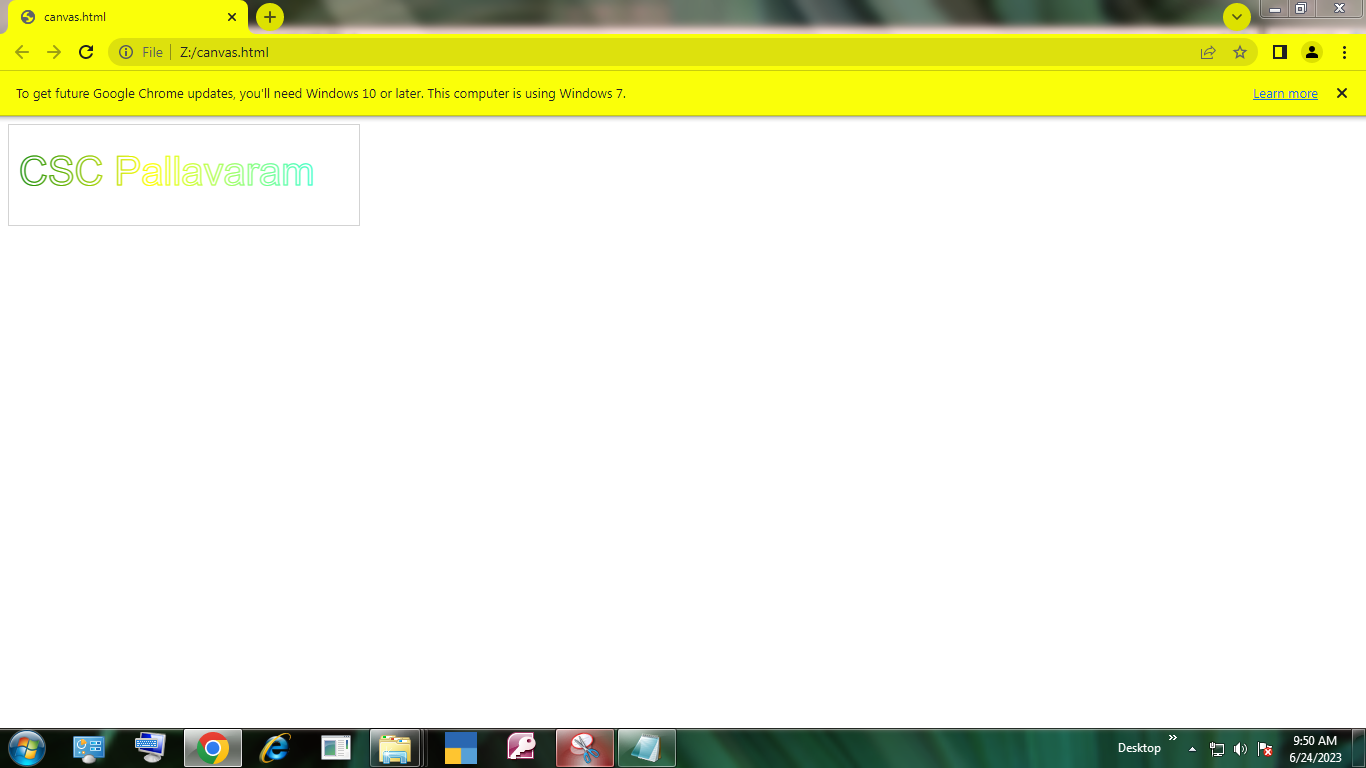 canvas.html
File
Z:/canvas.html
To get future Google Chrome updates, you'll need Windows 10 or later. This computer is using Windows 7.
Learn more
CSC Pallavaram
Desktop
9:50 AM
6/24/2023